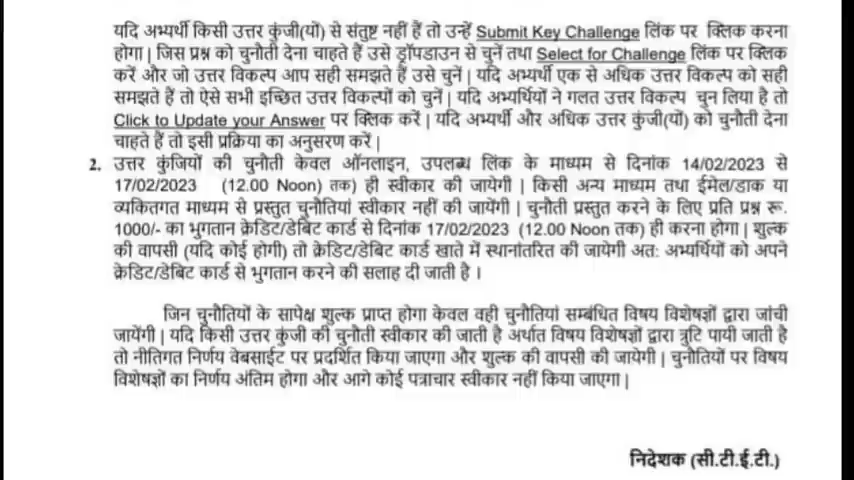 यदि अभ्यर्थी किसी उत्तर कुंजी(यों) से संतुष्ट नहीं हैं तो उन्हें Submit Key Challenge लिंक पर क्लिक करना
होगा | जिस प्रश्न को चुनौती देना चाहते हैं उसे ड्रॉपडाउन से चुनें तथा Select for Challenge लिंक पर क्लिक
करें और जो उत्तर विकल्प आप सही समझते हैं उसे चुनें | यदि अभ्यर्थी एक से अधिक उत्तर विकल्प को सही
समझते हैं तो ऐसे सभी इच्छित उत्तर विकल्पों को चुनें | यदि अभ्यर्थियों ने गलत उत्तर विकल्प चुन लिया है तो
Click to Update your Answer पर क्लिक करें | यदि अभ्यर्थी और अधिक उत्तर कुंजी(यों) को चुनौती देना
चाहते हैं तो इसी प्रक्रिया का अनुसरण करें |
2. उत्तर कुंजियों की चुनौती केवल ऑनलाइन, उपलब्ध लिंक के माध्यम से दिनांक 14/02/2023 से
17/02/2023 (12.00 Noon) तक) ही स्वीकार की जायेगी | किसी अन्य माध्यम तथा ईमेल/डाक या
व्यकितगत माध्यम से प्रस्तुत चुनौतियां स्वीकार नहीं की जायेंगी | चुनौती प्रस्तुत करने के लिए प्रति प्रश्न रू.
1000/- का भुगतान क्रेडिट/डेबिट कार्ड से दिनांक 17/02/2023 (12.00 Noon तक) ही करना होगा | शुल्क
की वापसी (यदि कोई होगी) तो क्रेडिट/डेबिट कार्ड खाते में स्थानांतरित की जायेगी अत: अभ्यर्थियों को अपने
क्रेडिट/डेबिट कार्ड से भुगतान करने की सलाह दी जाती है ।
जिन चुनौतियों के सापेक्ष शुल्क प्राप्त होगा केवल वही चुनौतियां सम्बंधित विषय विशेषज्ञों द्वारा जांची
जायेंगी | यदि किसी उत्तर कुंजी की चुनौती स्वीकार की जाती है अर्थात विषय विशेषज्ञों द्वारा त्रुटि पायी जाती है
तो नीतिगत निर्णय वेबसाईट पर प्रदर्शित किया जाएगा और शुल्क की वापसी की जायेगी | चुनौतियों पर विषय
विशेषज्ञों का निर्णय अंतिम होगा और आगे कोई पत्राचार स्वीकार नहीं किया जाएगा |
निदेशक (सी.टी.ई.टी.)